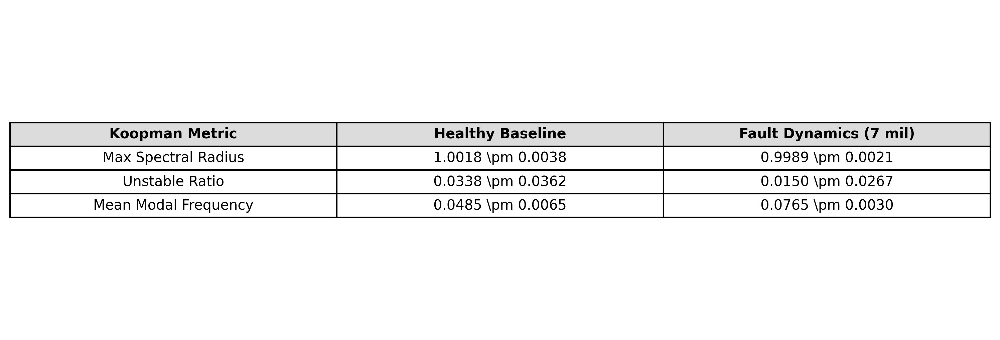 Koopman Metric Healthy Baseline Fault Dynamics (7 mil)
Max Spectral Radius 1.0018 \pm 0.0038 0.9989 \pm 0.0021
Unstable Ratio 0.0338 \pm 0.0362 0.0150 \pm 0.0267
Mean Modal Frequency 0.0485 \pm 0.0065 0.0765 \pm 0.0030